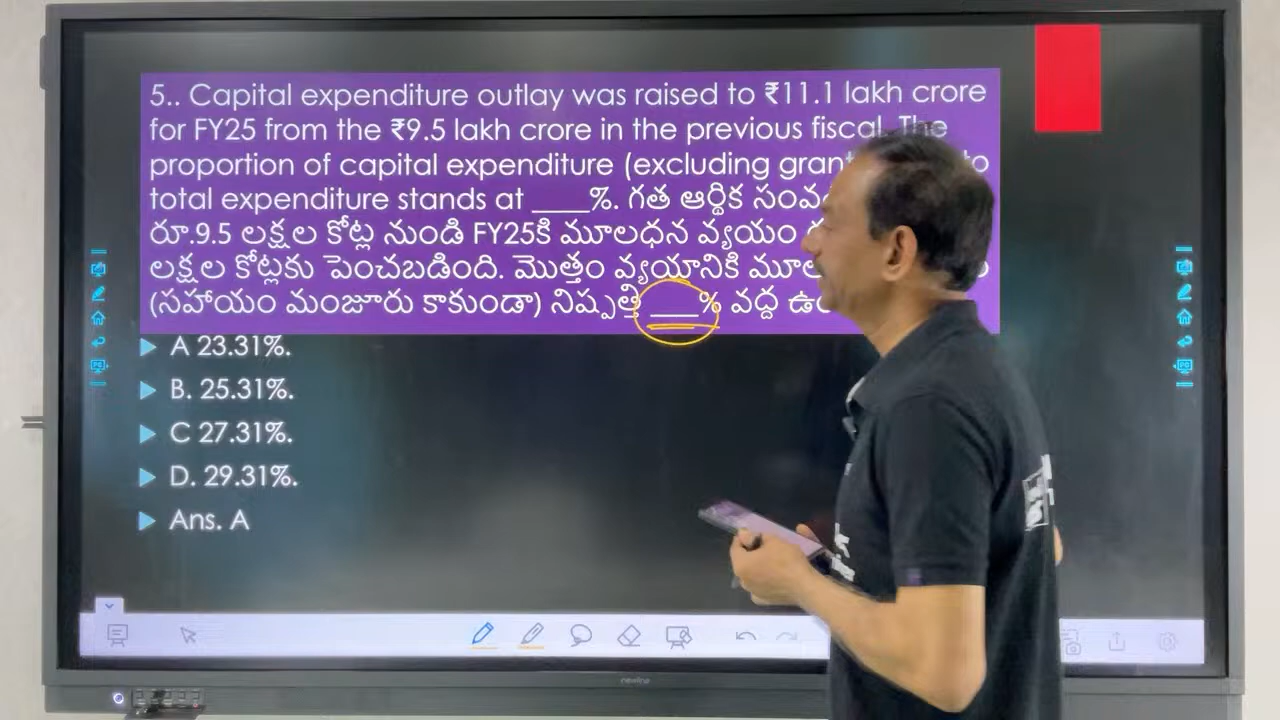 5.. Capital expenditure outlay was raised to ₹11.1 lakh crore
for FY25 from the ₹9.5 lakh crore in the previous fiscal. The
proportion of capital expenditure (excluding grant to
total expenditure stands at ____%. గత ఆర్థిక
రూ.9.5 లక్షల కోట్ల నుండి FY25కి మూలధన వ్యయం
లక్షల కోట్లకు పెంచబడింది. మొత్తం వ్యయానికి
(సహాయం మంజూరు కాకుండా) నిష్పత్తి ____% వద్ద
A 23.31%.
B. 25.31%.
C 27.31%.
D. 29.31%.
Ans. A